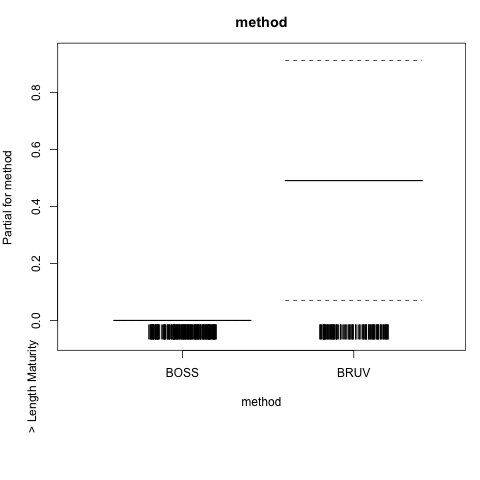 method
Partial for method
0.8
0.6
0.4
0.2
0.0
> Length Maturity
BOSS BRUV
method